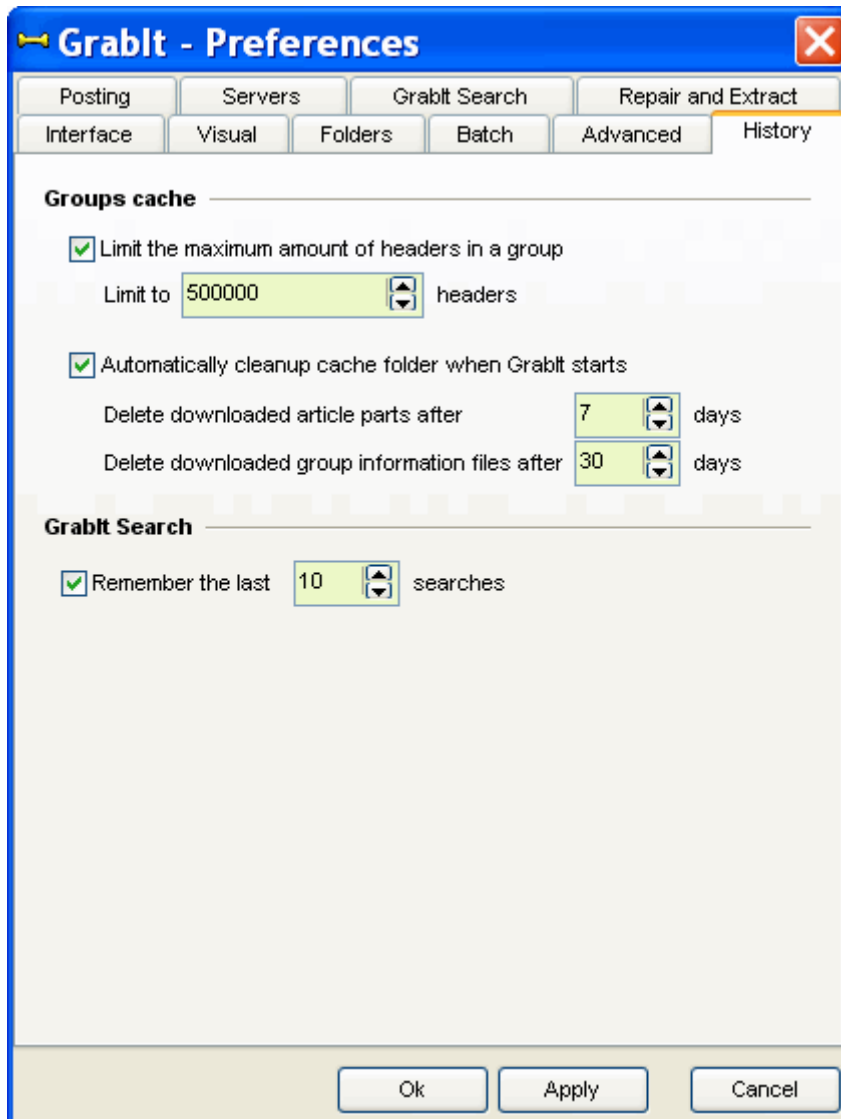 GrabIt - Preferences
Posting Servers GrabIt Search Repair and Extract
Interface Visual Folders Batch Advanced History
Groups cache
Limit the maximum amount of headers in a group
Limit to 500000 headers
Automatically cleanup cache folder when GrabIt starts
Delete downloaded article parts after 7 days
Delete downloaded group information files after 30 days
GrabIt Search
Remember the last 10 searches
Ok Apply Cancel